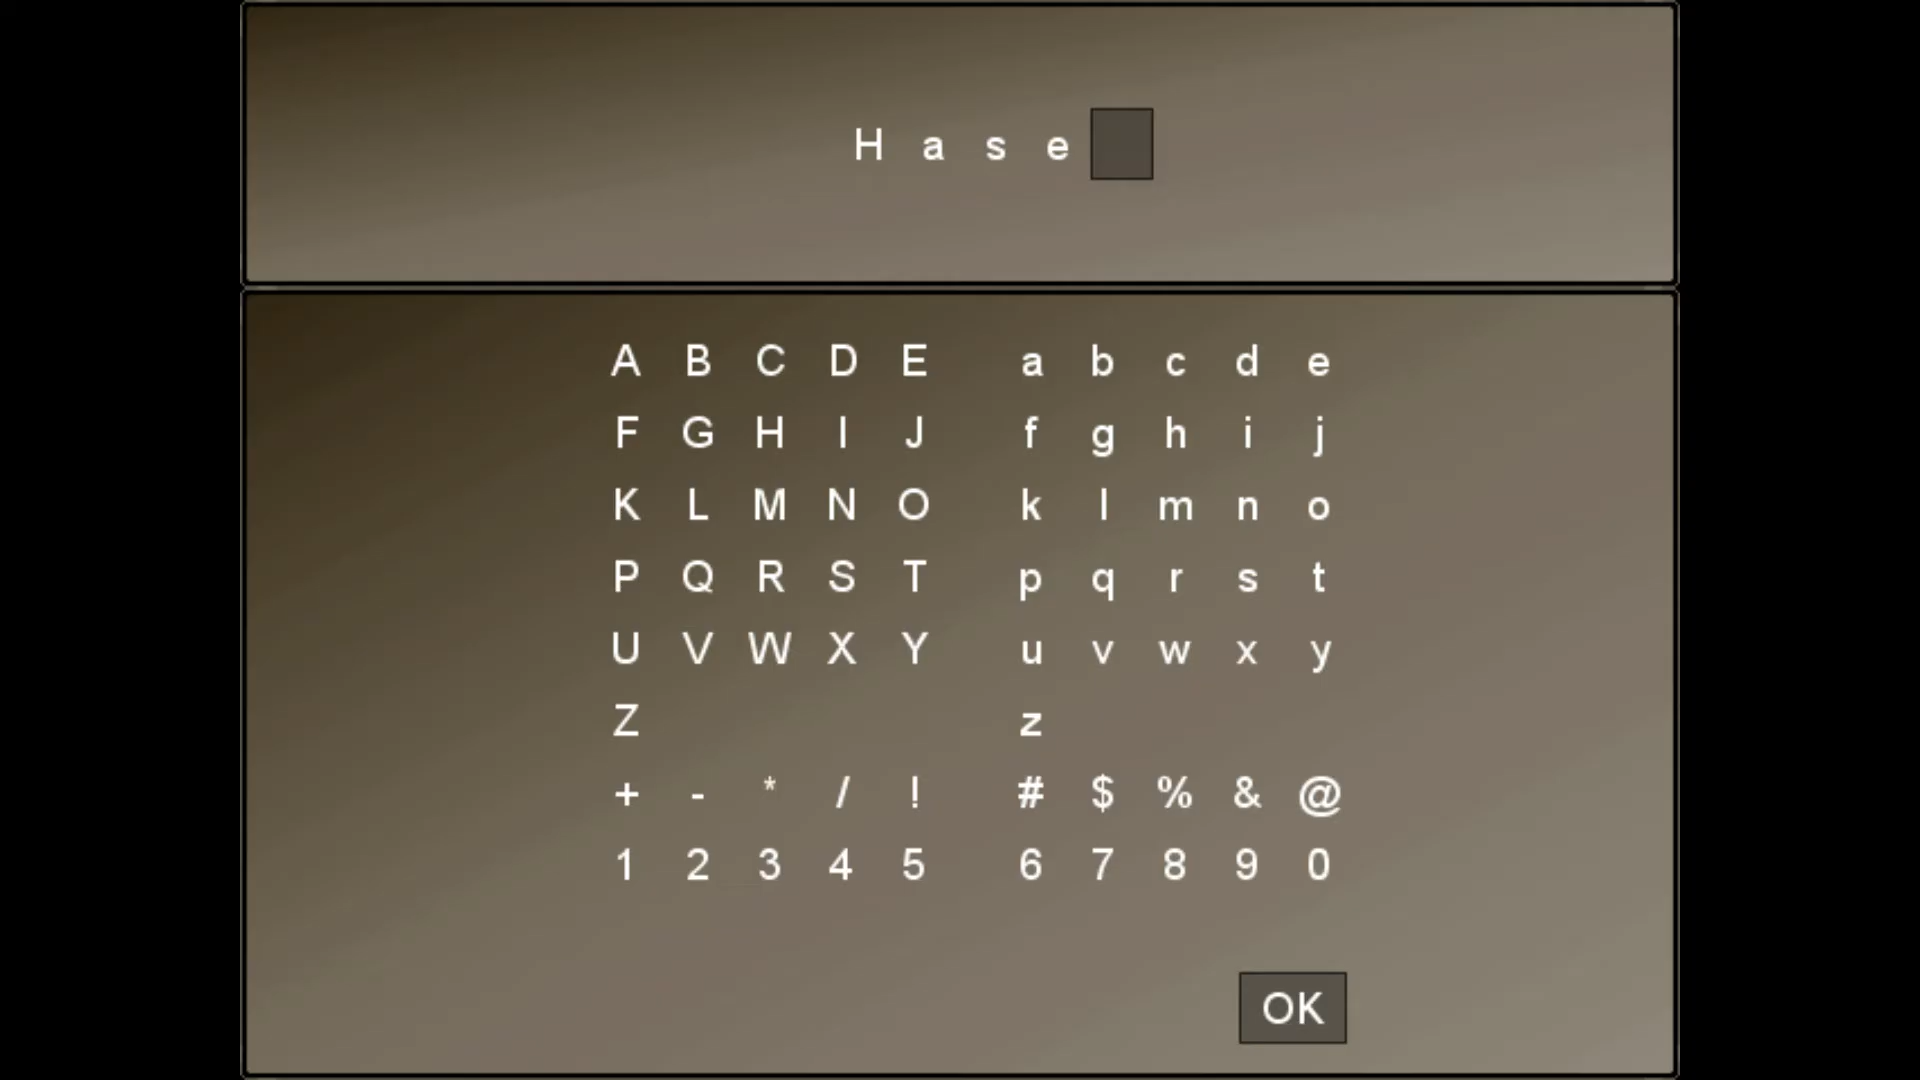 H a s e
A B C D E a b c d e
F G H I J f g h i j
K L M N O k l m n o
P Q R S T p q r s t
U V W X Y u v w x y
Z z
+ - * / ! # $ % & @
1 2 3 4 5 6 7 8 9 0
OK